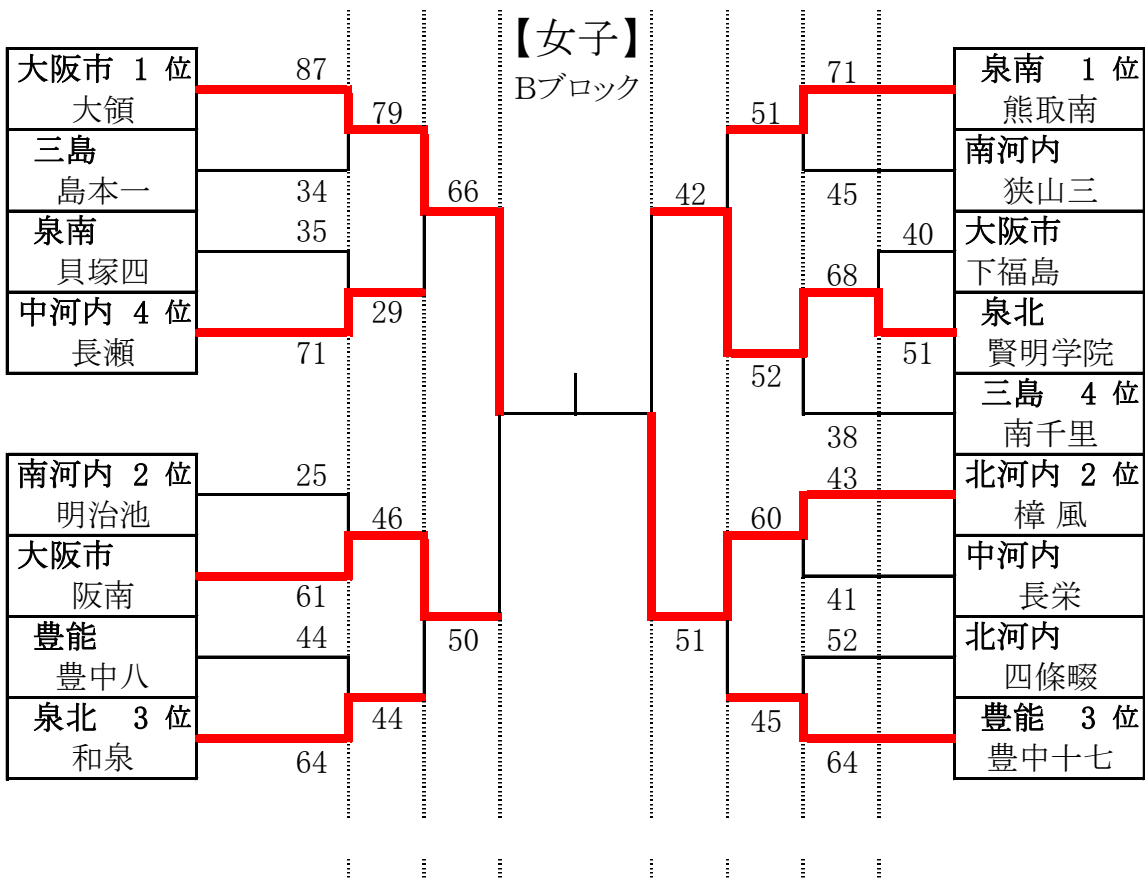 【女子】
Bブロック
大阪市 1 位
大領
三島
島本一
泉南
貝塚四
中河内 4 位
長瀬
南河内 2 位
明治池
大阪市
阪南
豊能
豊中八
泉北 3 位
和泉
87
34
35
71
25
61
44
64
79
29
46
44
66
50
42
51
51
52
60
45
71
45
68
38
43
41
52
64
40
51
泉南 1 位
熊取南
南河内
狭山三
大阪市
下福島
泉北
賢明学院
三島 4 位
南千里
北河内 2 位
樟 風
中河内
長栄
北河内
四條畷
豊能 3 位
豊中十七